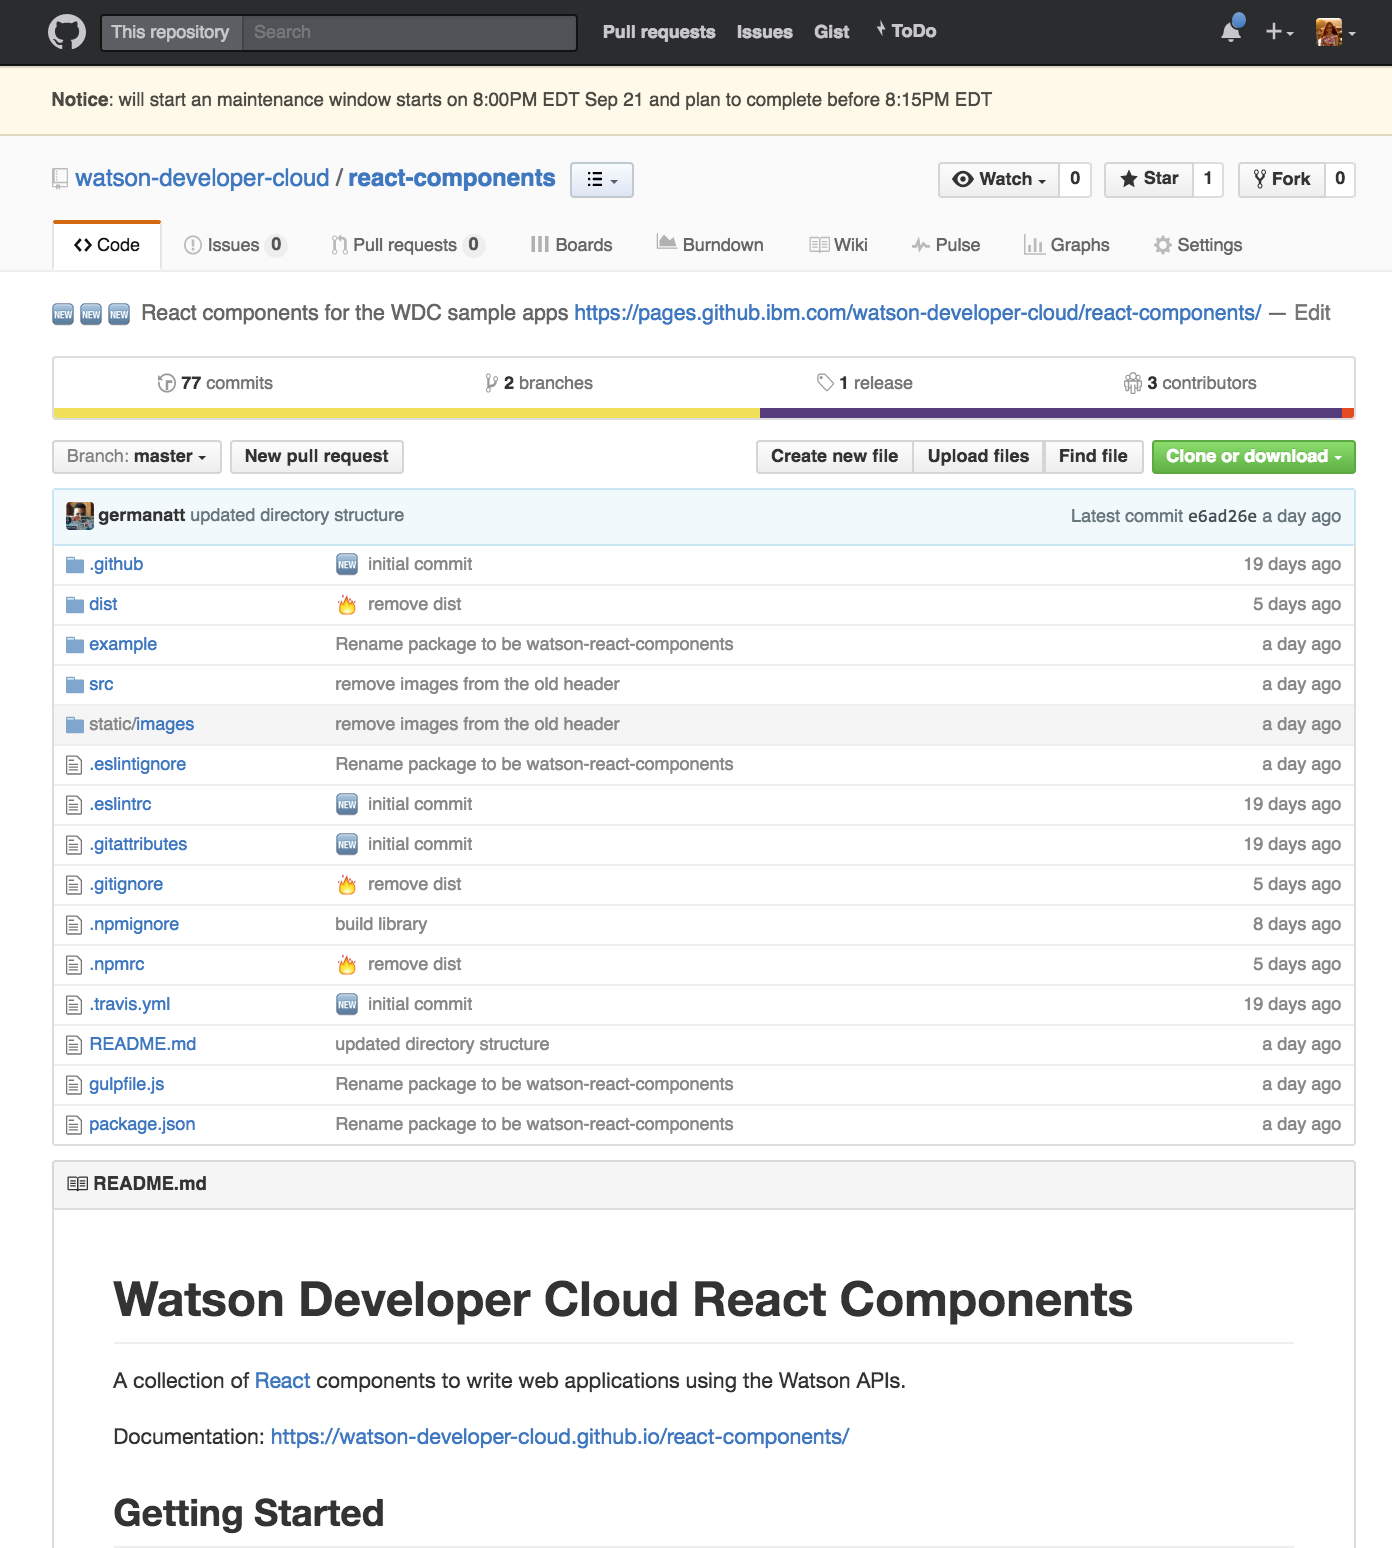 This repository Search Pull requests Issues Gist ToDo
Notice: will start an maintenance window starts on 8:00PM EDT Sep 21 and plan to complete before 8:15PM EDT
watson-developer-cloud / react-components Watch 0 Star 1 Fork 0
Code Issues 0 Pull requests 0 Boards Burndown Wiki Pulse Graphs Settings
NEW NEW NEW React components for the WDC sample apps https://pages.github.ibm.com/watson-developer-cloud/react-components/ — Edit
77 commits 2 branches 1 release 3 contributors
Branch: master New pull request Create new file Upload files Find file Clone or download
germanatt updated directory structure Latest commit e6ad26e a day ago
.github NEW initial commit 19 days ago
dist remove dist 5 days ago
example Rename package to be watson-react-components a day ago
src remove images from the old header a day ago
static/images remove images from the old header a day ago
.eslintignore Rename package to be watson-react-components a day ago
.eslintrc NEW initial commit 19 days ago
.gitattributes NEW initial commit 19 days ago
.gitignore remove dist 5 days ago
.npmignore build library 8 days ago
.npmrc remove dist 5 days ago
.travis.yml NEW initial commit 19 days ago
README.md updated directory structure a day ago
gulpfile.js Rename package to be watson-react-components a day ago
package.json Rename package to be watson-react-components a day ago
README.md
Watson Developer Cloud React Components
A collection of React components to write web applications using the Watson APIs.
Documentation: https://watson-developer-cloud.github.io/react-components/
Getting Started